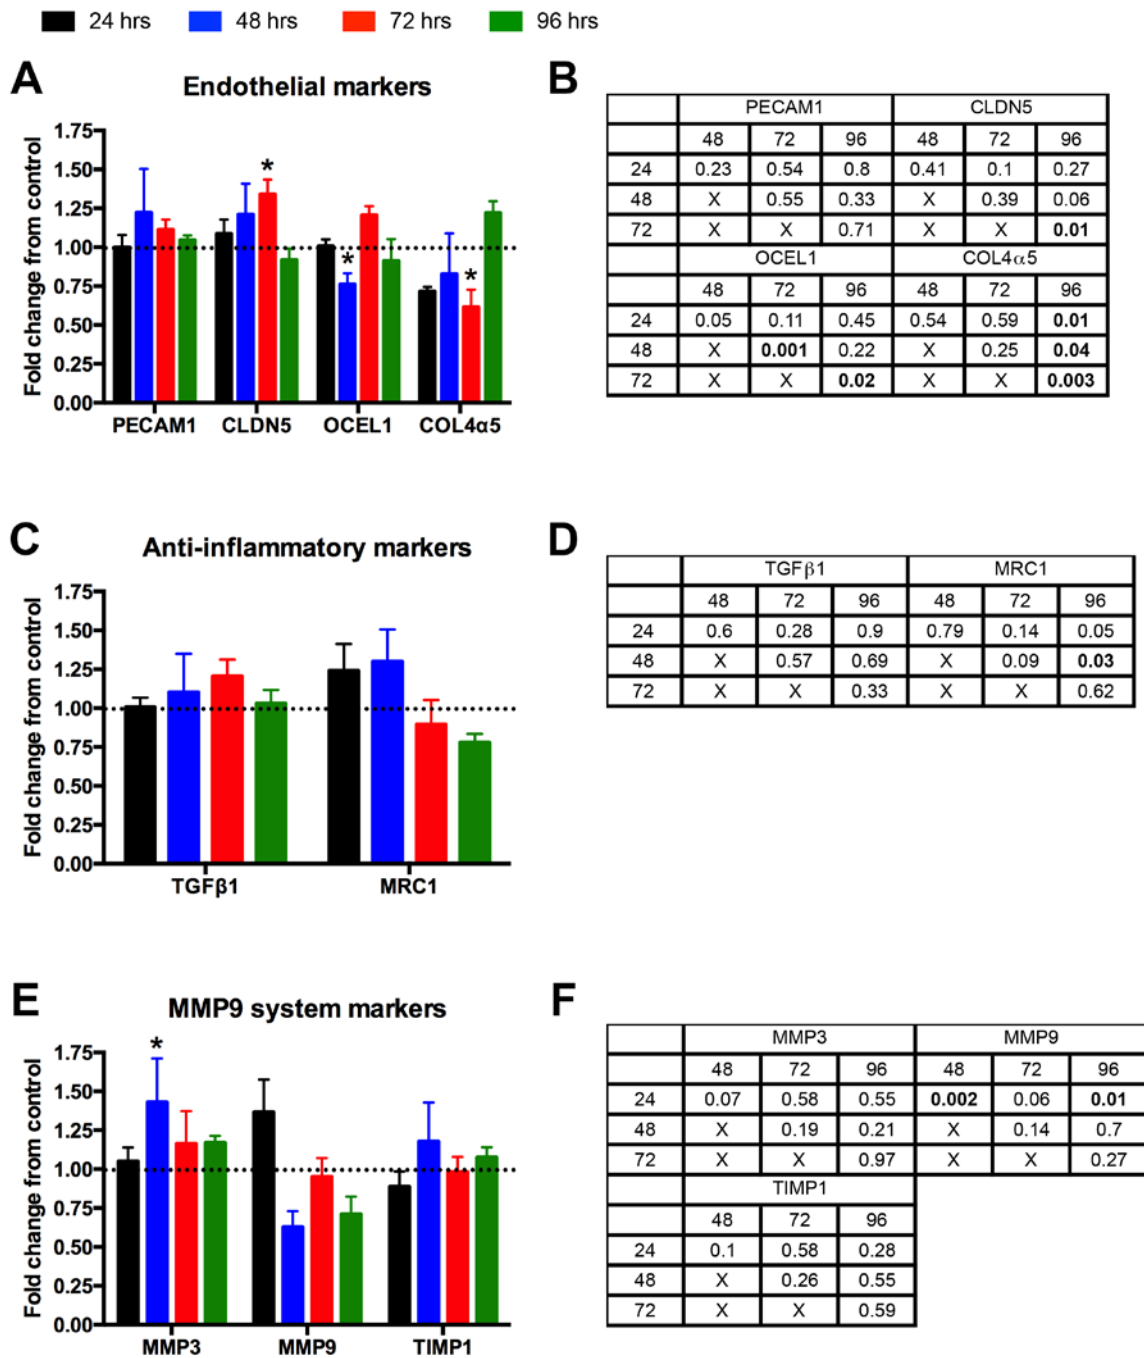 24 hrs 48 hrs 72 hrs 96 hrs
A
Endothelial markers
Fold change from control
1.75
1.50
1.25
1.00
0.75
0.50
0.25
0.00
* * *
PECAM1 CLDN5 OCEL1 COL4α5
B
PECAM1 CLDN5
48 72 96 48 72 96
24 0.23 0.54 0.8 0.41 0.1 0.27
48 X 0.55 0.33 X 0.39 0.06
72 X X 0.71 X X 0.01
OCEL1 COL4α5
48 72 96 48 72 96
24 0.05 0.11 0.45 0.54 0.59 0.01
48 X 0.001 0.22 X 0.25 0.04
72 X X 0.02 X X 0.003
C
Anti-inflammatory markers
Fold change from control
1.75
1.50
1.25
1.00
0.75
0.50
0.25
0.00
TGFβ1 MRC1
D
TGFβ1 MRC1
48 72 96 48 72 96
24 0.6 0.28 0.9 0.79 0.14 0.05
48 X 0.57 0.69 X 0.09 0.03
72 X X 0.33 X X 0.62
E
MMP9 system markers
Fold change from control
1.75
1.50
1.25
1.00
0.75
0.50
0.25
0.00
*
MMP3 MMP9 TIMP1
F
MMP3 MMP9
48 72 96 48 72 96
24 0.07 0.58 0.55 0.002 0.06 0.01
48 X 0.19 0.21 X 0.14 0.7
72 X X 0.97 X X 0.27
TIMP1
48 72 96
24 0.1 0.58 0.28
48 X 0.26 0.55
72 X X 0.59